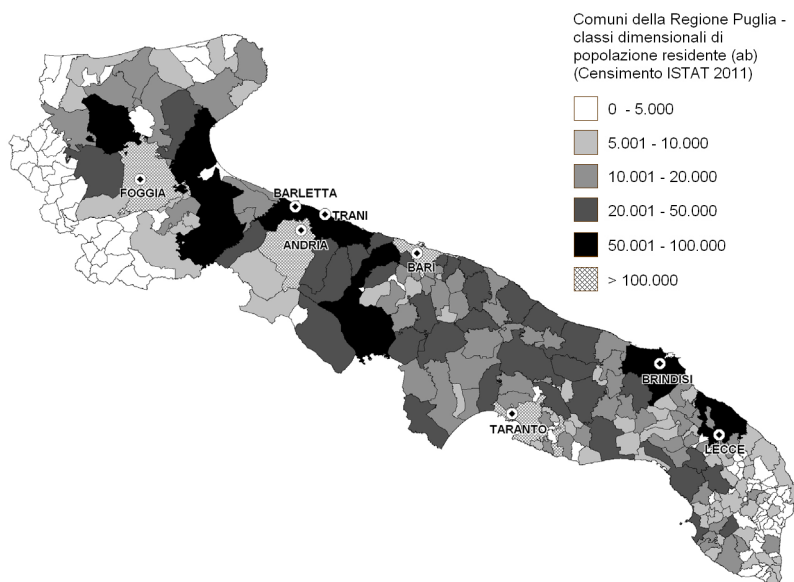 Comuni della Regione Puglia -
classi dimensionali di
popolazione residente (ab)
(Censimento ISTAT 2011)
0 - 5.000
5.001 - 10.000
10.001 - 20.000
20.001 - 50.000
50.001 - 100.000
> 100.000
FOGGIA
BARLETTA
TRANI
ANDRIA
BARI
BRINDISI
TARANTO
LECCE